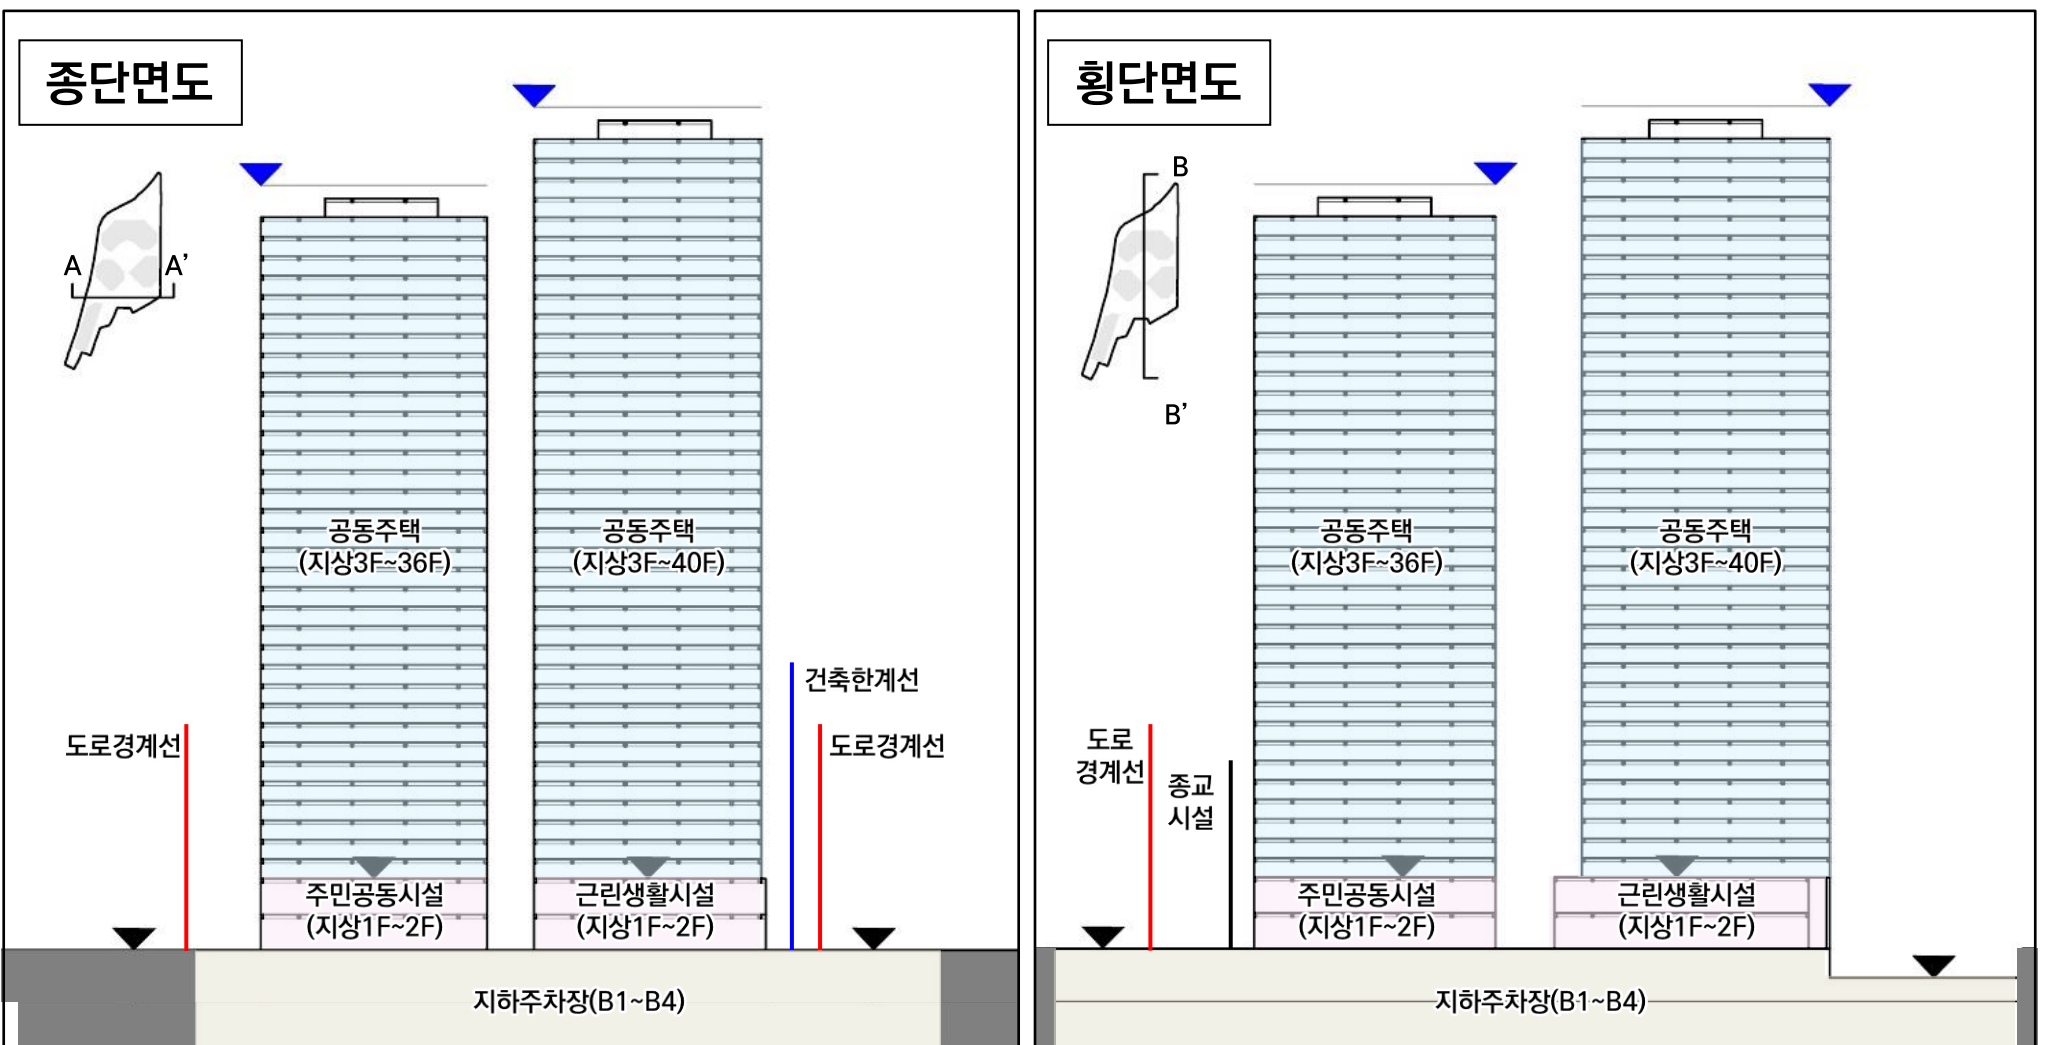 종단면도
A
A’
공동주택
(지상3F~36F)
공동주택
(지상3F~40F)
건축한계선
도로경계선
도로경계선
주민공동시설
(지상1F~2F)
근린생활시설
(지상1F~2F)
지하주차장(B1~B4)
횡단면도
B
B’
공동주택
(지상3F~36F)
공동주택
(지상3F~40F)
도로
경계선
종교
시설
주민공동시설
(지상1F~2F)
근린생활시설
(지상1F~2F)
지하주차장(B1~B4)